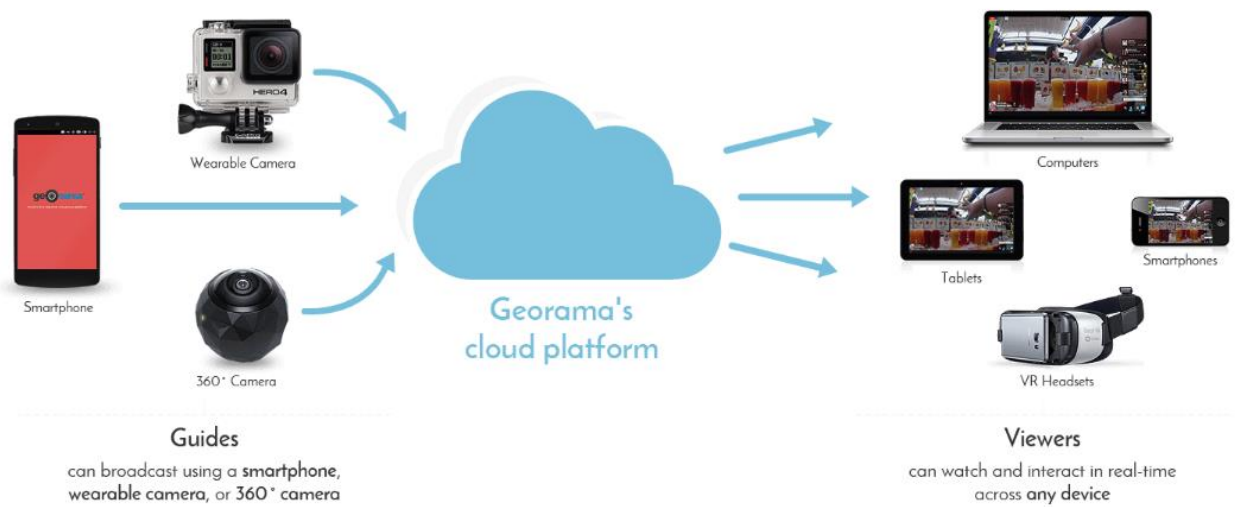 HERO4
Wearable Camera
georama
Smartphone
360° Camera
Georama's
cloud platform
Computers
Tablets
Smartphones
VR Headsets
Guides
can broadcast using a smartphone,
wearable camera, or 360° camera
Viewers
can watch and interact in real-time
across any device